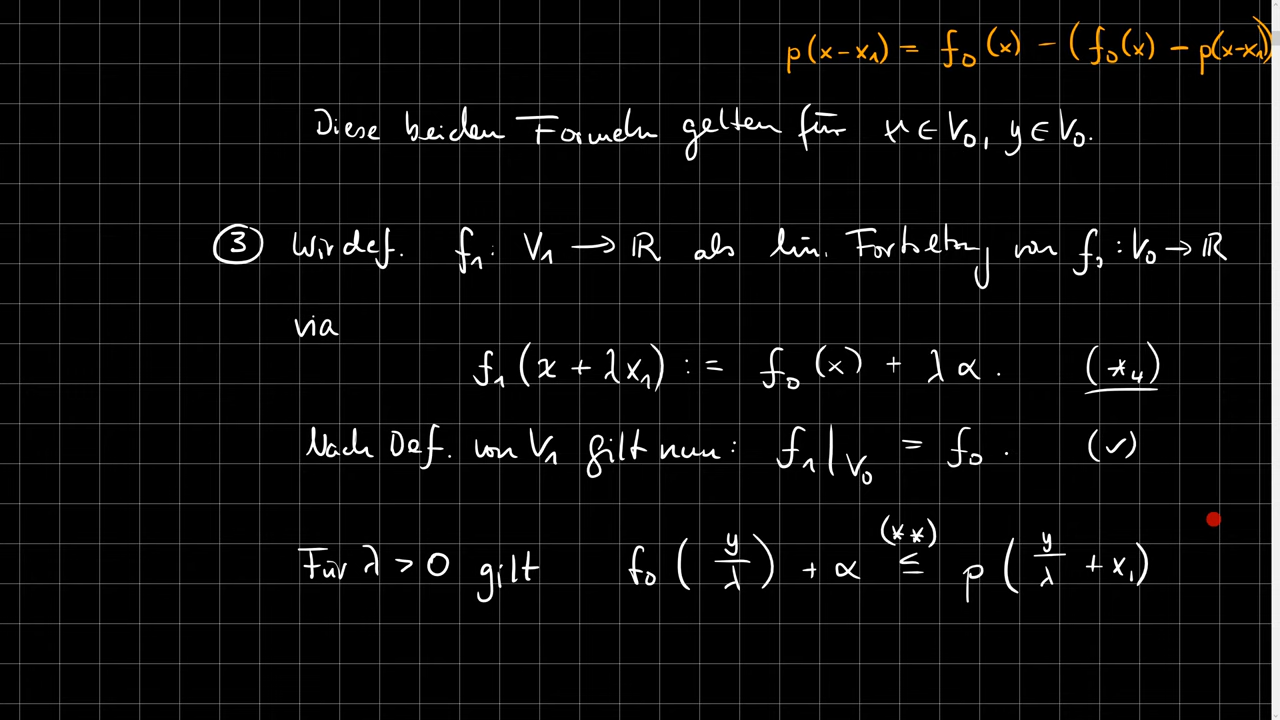 p(x-x₁) = f₀(x) - (f₀(x) - p(x-x₁))
Diese beiden Formeln gelten für x ∈ V₀, y ∈ V₀.
③ Wir def. f₁: V₁ → ℝ als lin. Fortsetzung von f₀: V₀ → ℝ
via
f₁(x + λx₁) := f₀(x) + λα. (*₄)
Nach Def. von V₁ gilt nun: f₁|V₀ = f₀. (✓)
Für λ > 0 gilt f₀(y/λ) + α ≤ (**) p(y/λ + x₁)